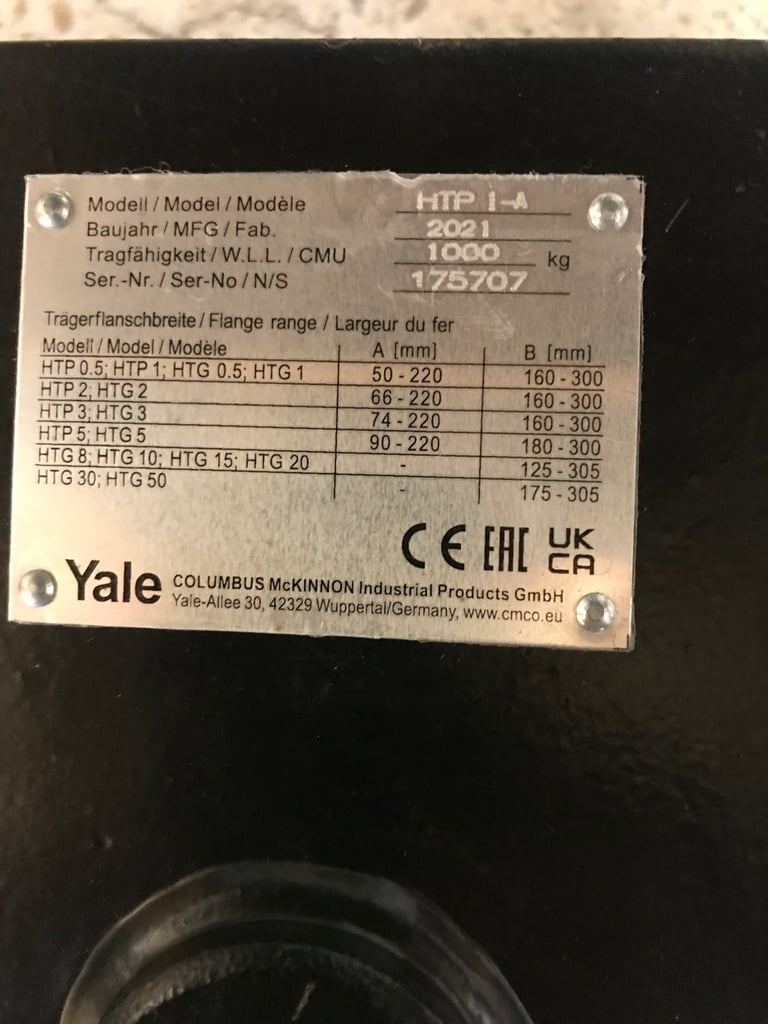 Modell / Model / Modèle HTP 1-A
Baujahr / MFG / Fab. 2021
Tragfähigkeit / W.L.L. / CMU 1000 kg
Ser.-Nr. / Ser-No / N/S 175707
Trägerflanschbreite / Flange range / Largeur du fer
Modell / Model / Modèle A [mm] B [mm]
HTP 0.5; HTP 1; HTG 0.5; HTG 1 50 - 220 160 - 300
HTP 2; HTG 2 66 - 220 160 - 300
HTP 3; HTG 3 74 - 220 160 - 300
HTP 5; HTG 5 90 - 220 180 - 300
HTG 8; HTG 10; HTG 15; HTG 20 - 125 - 305
HTG 30; HTG 50 - 175 - 305
CE EAC UK CA
Yale COLUMBUS McKINNON Industrial Products GmbH
Yale-Allee 30, 42329 Wuppertal/Germany, www.cmco.eu